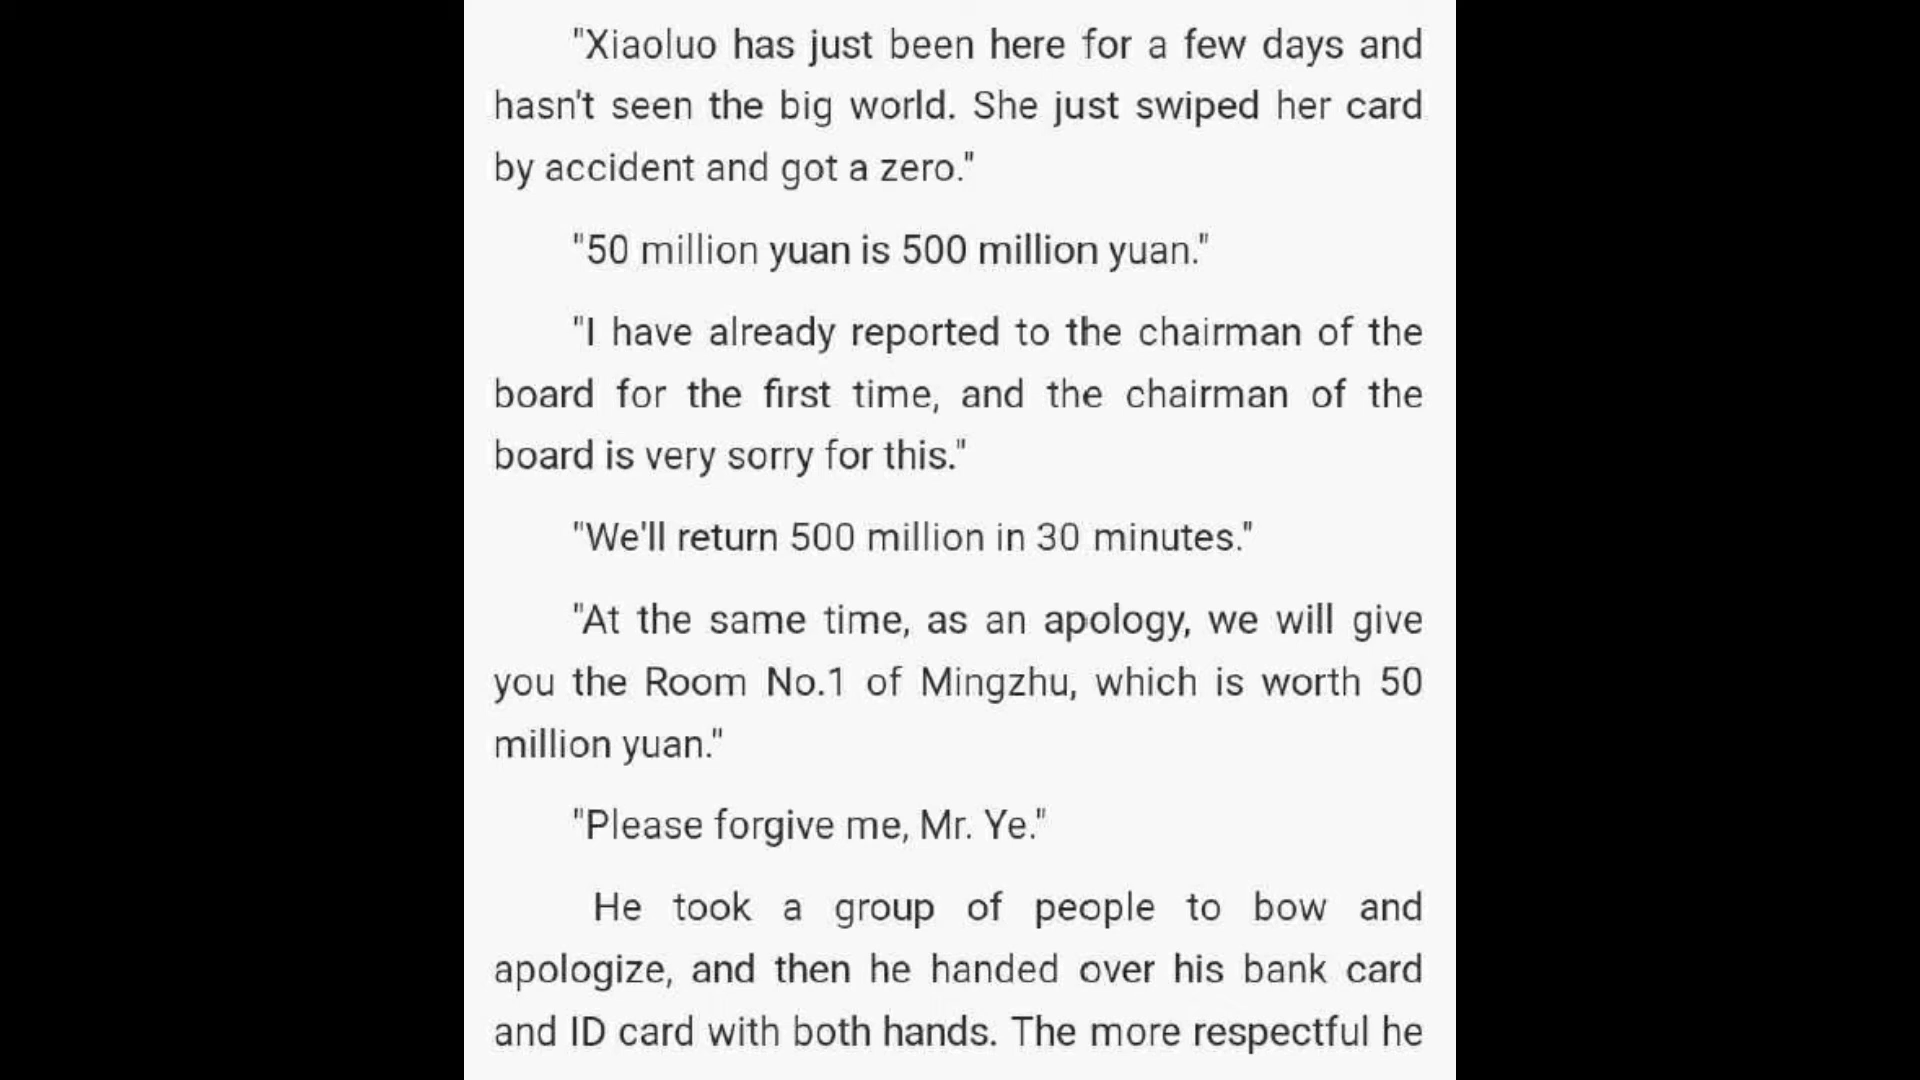 "Xiaoluo has just been here for a few days and
hasn't seen the big world. She just swiped her card
by accident and got a zero."
"50 million yuan is 500 million yuan."
"I have already reported to the chairman of the
board for the first time, and the chairman of the
board is very sorry for this."
"We'll return 500 million in 30 minutes."
"At the same time, as an apology, we will give
you the Room No.1 of Mingzhu, which is worth 50
million yuan."
"Please forgive me, Mr. Ye."
He took a group of people to bow and
apologize, and then he handed over his bank card
and ID card with both hands. The more respectful he